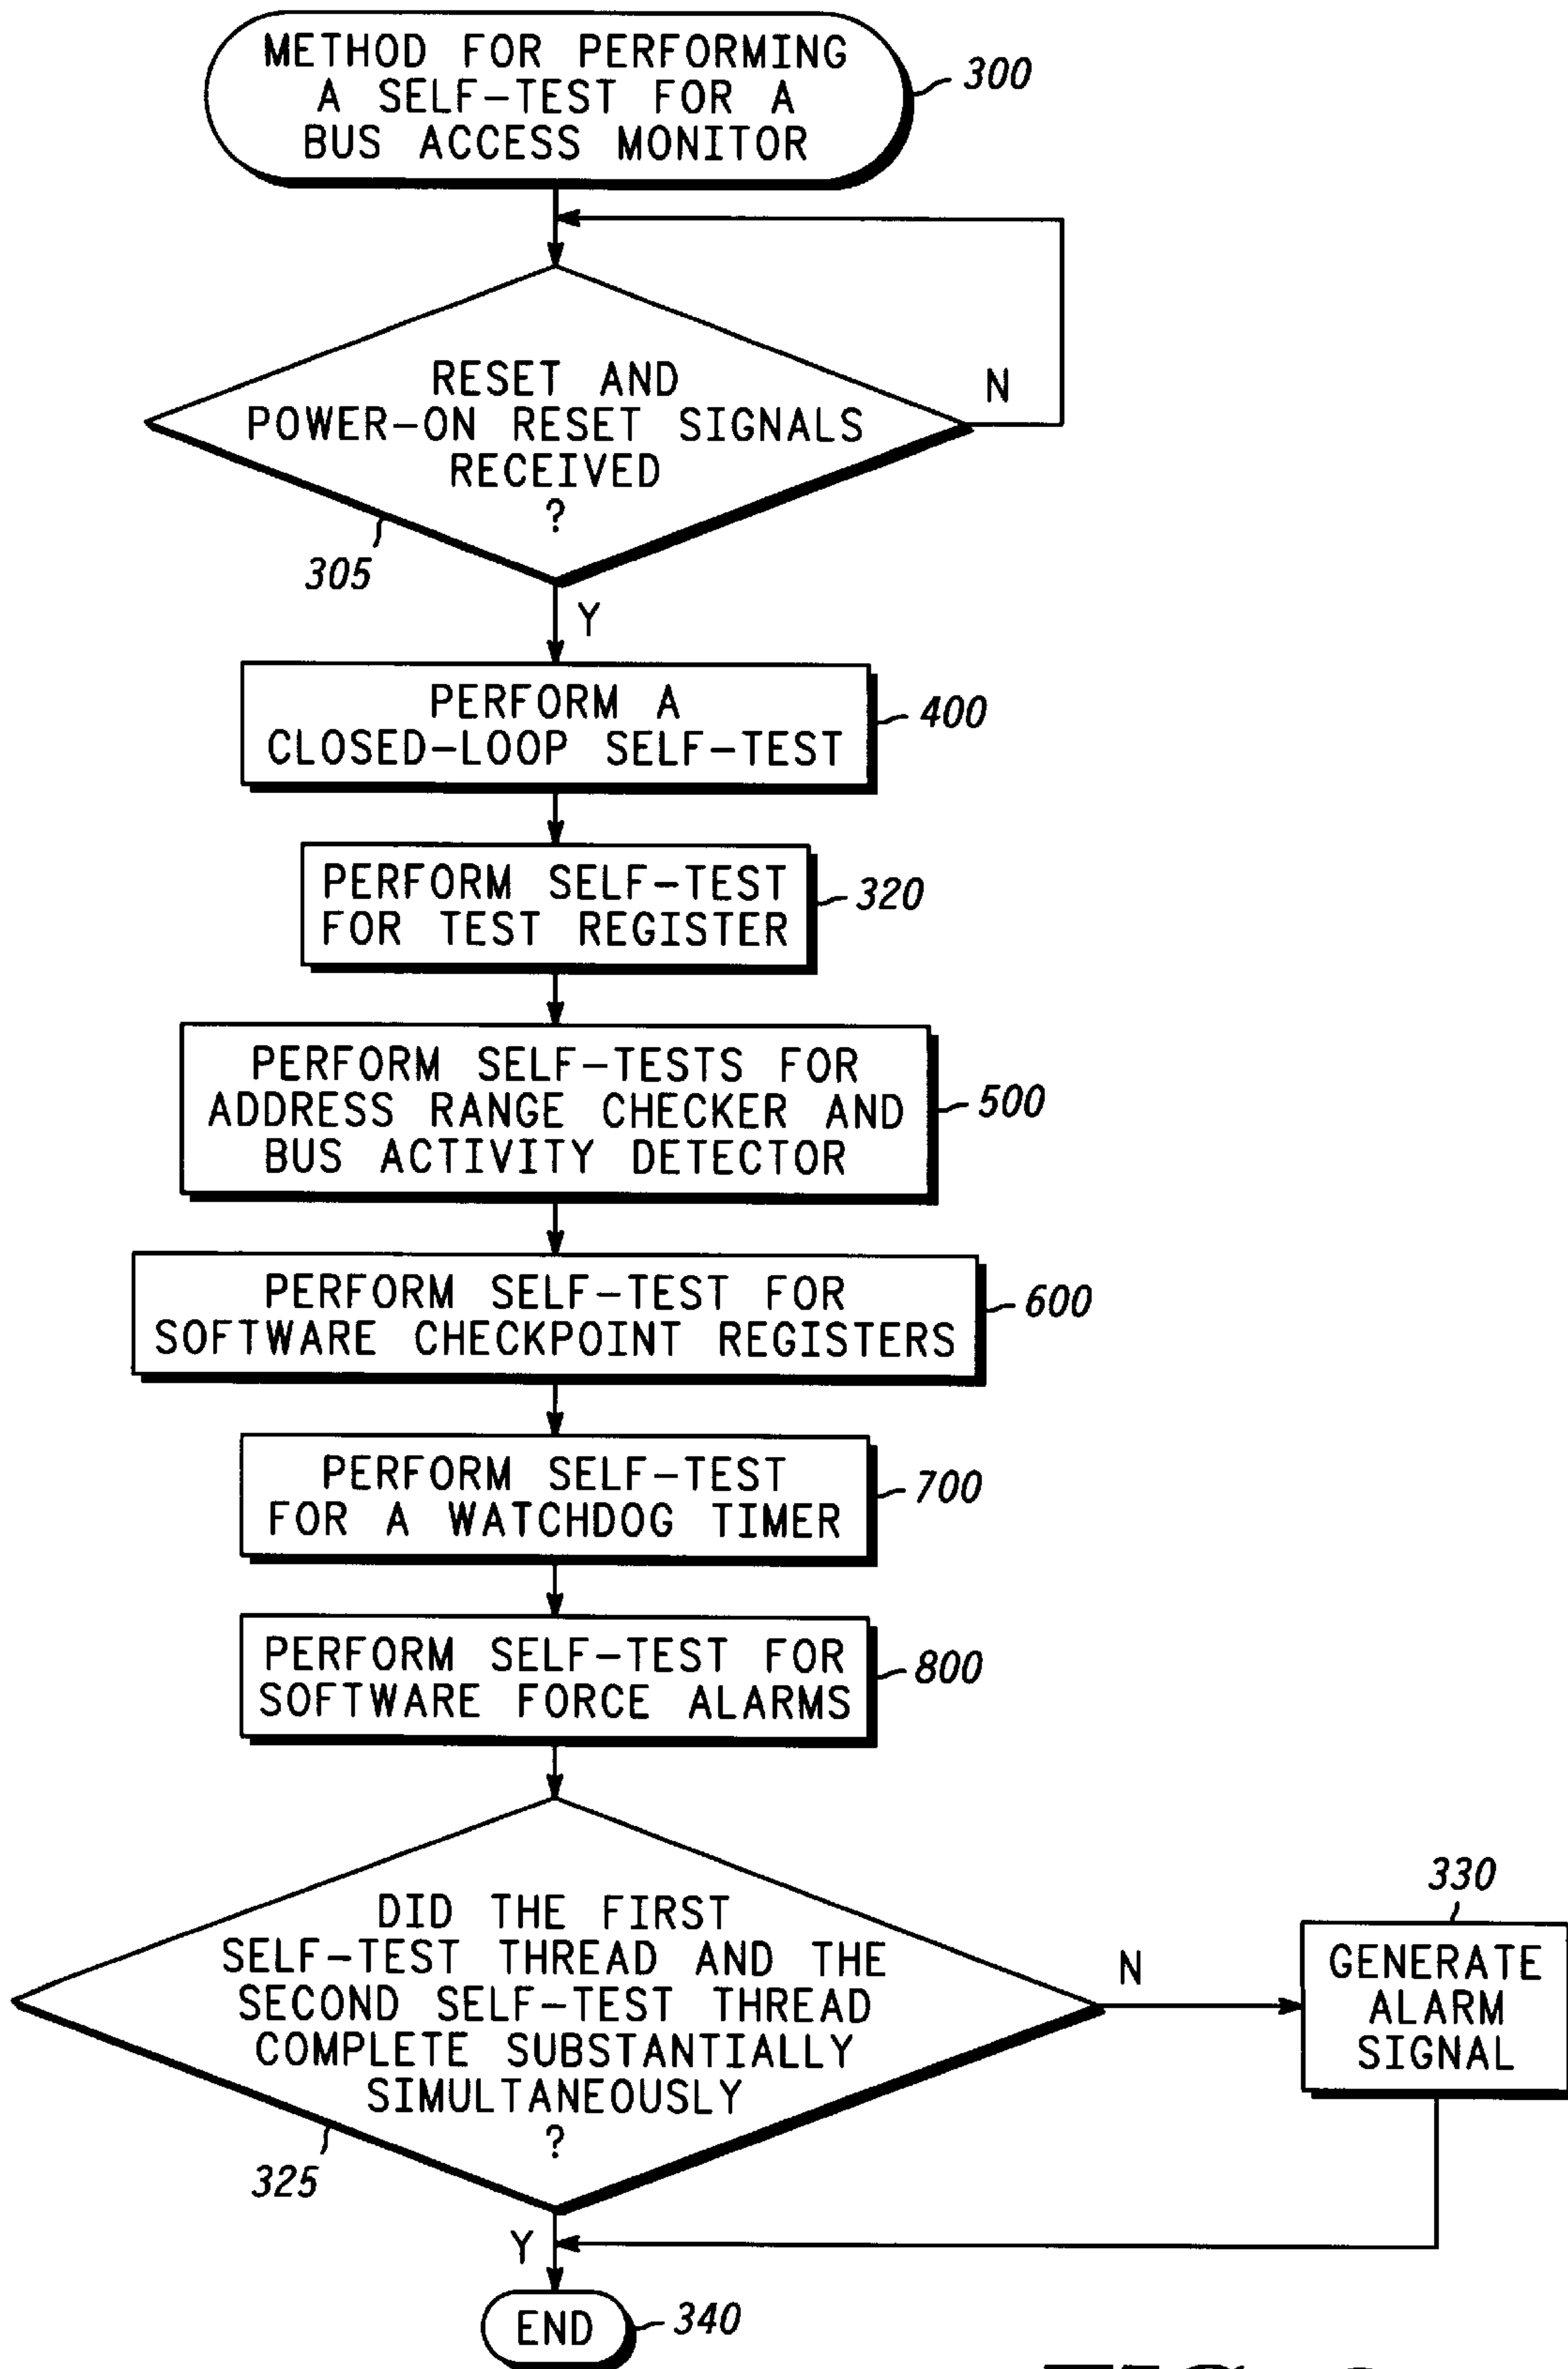 METHOD FOR PERFORMING
A SELF-TEST FOR A
BUS ACCESS MONITOR
300
RESET AND
POWER-ON RESET SIGNALS
RECEIVED
?
N
305
Y
PERFORM A
CLOSED-LOOP SELF-TEST
400
PERFORM SELF-TEST
FOR TEST REGISTER
320
PERFORM SELF-TESTS FOR
ADDRESS RANGE CHECKER AND
BUS ACTIVITY DETECTOR
500
PERFORM SELF-TEST FOR
SOFTWARE CHECKPOINT REGISTERS
600
PERFORM SELF-TEST
FOR A WATCHDOG TIMER
700
PERFORM SELF-TEST FOR
SOFTWARE FORCE ALARMS
800
DID THE FIRST
SELF-TEST THREAD AND THE
SECOND SELF-TEST THREAD
COMPLETE SUBSTANTIALLY
SIMULTANEOUSLY
?
N
325
330
GENERATE
ALARM
SIGNAL
Y
END
340